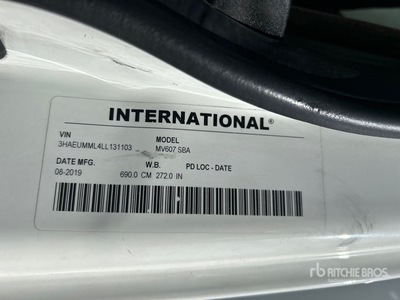 INTERNATIONAL®
VIN MODEL
3HAEUMML4LL131103 MV607 SBA
DATE MFG. W.B. PD LOC - DATE
08-2019 690.0 CM 272.0 IN
rb RITCHIE BROS